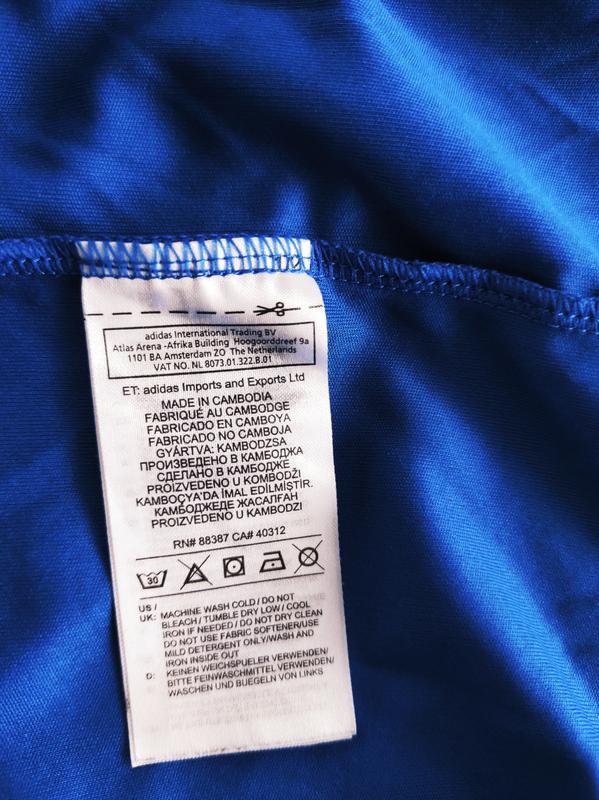 adidas International Trading BV
Atlas Arena -Afrika Building Hoogoorddreef 9a
1101 BA Amsterdam ZO The Netherlands
VAT NO. NL 8073.01.322.B.01
ET: adidas Imports and Exports Ltd
MADE IN CAMBODIA
FABRIQUÉ AU CAMBODGE
FABRICADO EN CAMBOYA
FABRICADO NO CAMBOJA
GYÁRTVA: KAMBODZSA
ПРОИЗВЕДЕНО В КАМБОДЖА
СДЕЛАНО В КАМБОДЖЕ
PROIZVEDENO U KOMBODŽI
KAMBOÇYA'DA İMAL EDİLMİŞTİR.
КАМБОДЖЕДЕ ЖАСАЛҒАН
PROIZVEDENO U KAMBODZI
RN# 88387 CA# 40312
30
US /
UK: MACHINE WASH COLD / DO NOT
BLEACH / TUMBLE DRY LOW / COOL
IRON IF NEEDED / DO NOT DRY CLEAN
DO NOT USE FABRIC SOFTENER/USE
MILD DETERGENT ONLY/WASH AND
IRON INSIDE OUT
D: KEINEN WEICHSPUELER VERWENDEN/
BITTE FEINWASCHMITTEL VERWENDEN/
WASCHEN UND BUEGELN VON LINKS